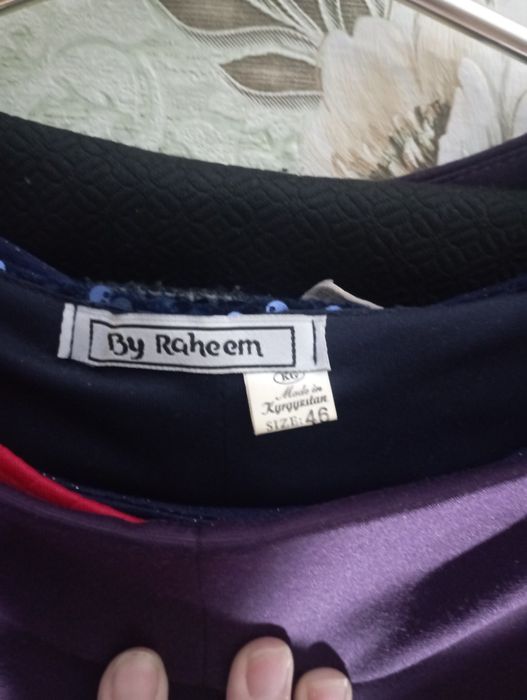 By Raheem
KG
Made in
Kyrgyzstan
SIZE: 46